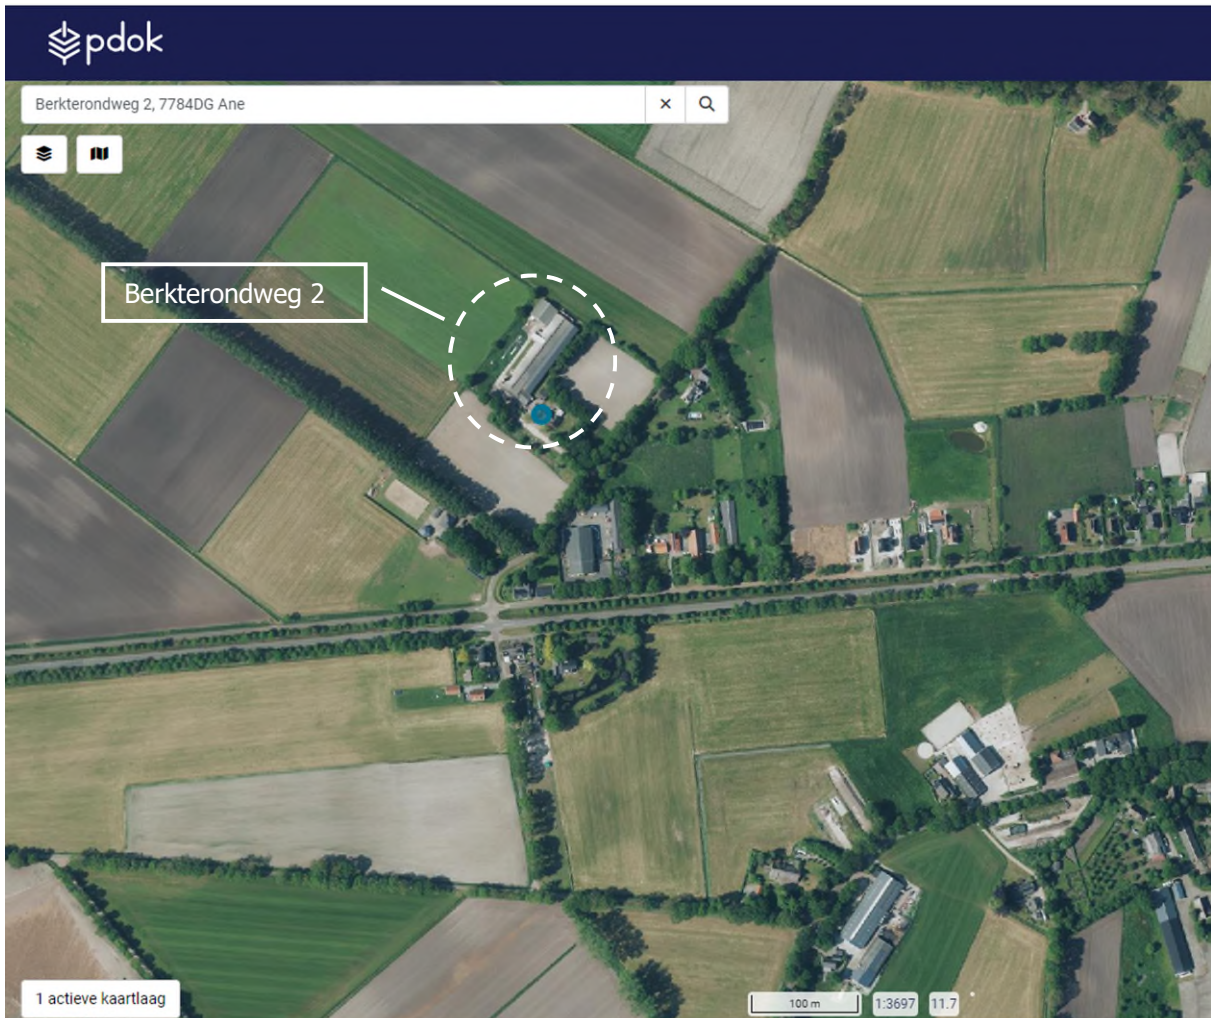 pdok
Berkterondweg 2, 7784DG Ane
Berkterondweg 2
1 actieve kaartlaag
100 m
1:3697
11.7